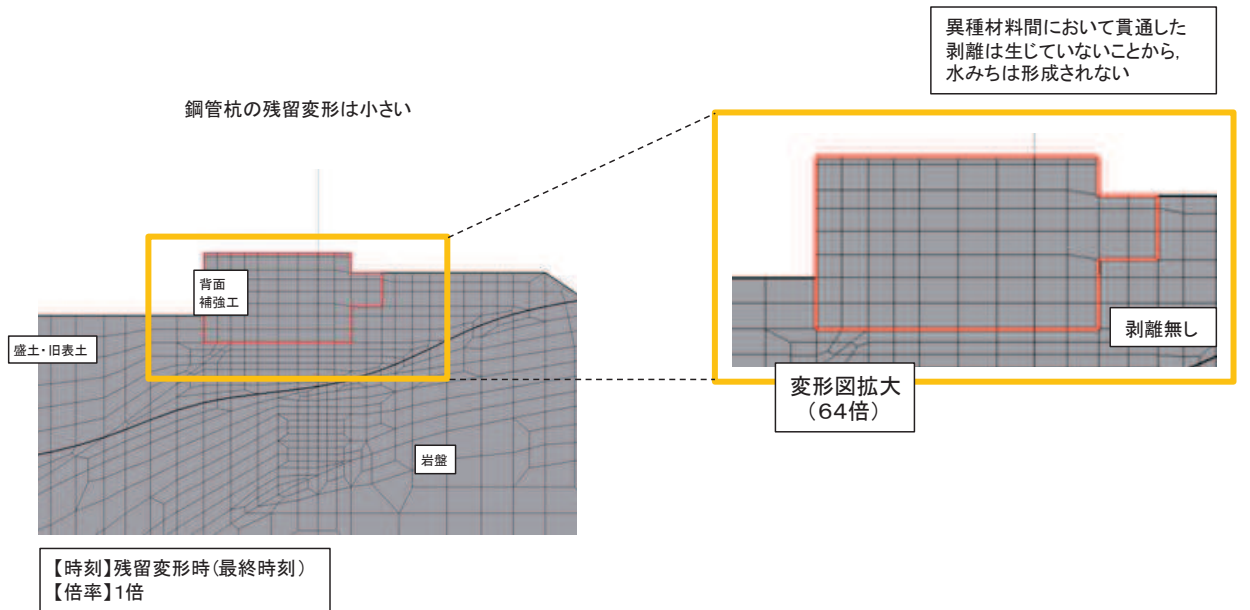 異種材料間において貫通した
剥離は生じていないことから,
水みちは形成されない
鋼管杭の残留変形は小さい
背面
補強工
盛土・旧表土
岩盤
剥離無し
変形図拡大
（64倍）
【時刻】残留変形時(最終時刻)
【倍率】1倍